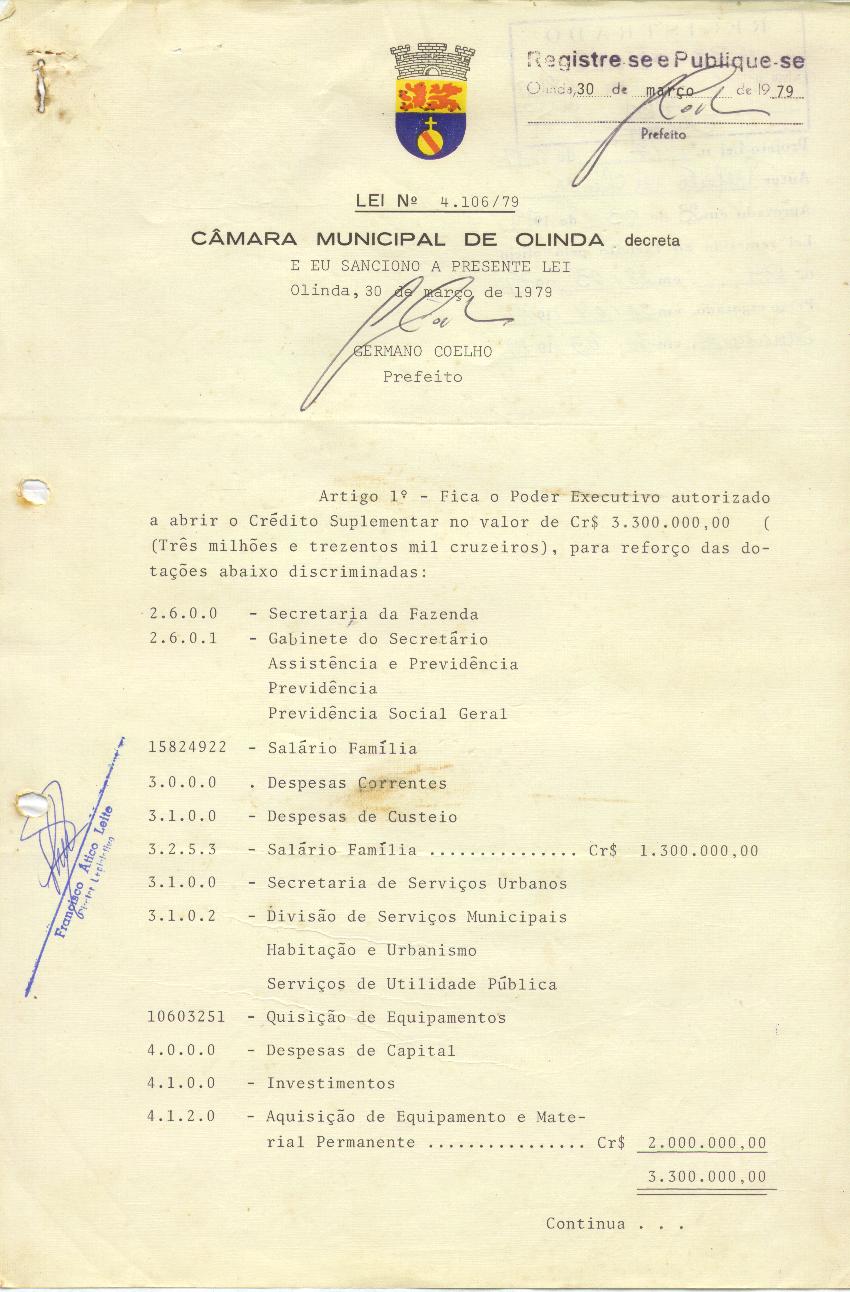 Registre-se e Publique-se
Olinda, 30 de março de 1979
Prefeito
LEI Nº 4.106/79
CÂMARA MUNICIPAL DE OLINDA decreta
E EU SANCIONO A PRESENTE LEI
Olinda, 30 de março de 1979
GERMANO COELHO
Prefeito
Artigo 1º - Fica o Poder Executivo autorizado
a abrir o Crédito Suplementar no valor de Cr$ 3.300.000,00 (
(Três milhões e trezentos mil cruzeiros), para reforço das do-
tações abaixo discriminadas:
2.6.0.0 - Secretaria da Fazenda
2.6.0.1 - Gabinete do Secretário
Assistência e Previdência
Previdência
Previdência Social Geral
15824922 - Salário Família
3.0.0.0 . Despesas Correntes
3.1.0.0 - Despesas de Custeio
3.2.5.3 - Salário Família ............... Cr$ 1.300.000,00
3.1.0.0 - Secretaria de Serviços Urbanos
3.1.0.2 - Divisão de Serviços Municipais
Habitação e Urbanismo
Serviços de Utilidade Pública
10603251 - Quisição de Equipamentos
4.0.0.0 - Despesas de Capital
4.1.0.0 - Investimentos
4.1.2.0 - Aquisição de Equipamento e Mate-
rial Permanente ................ Cr$ 2.000.000,00
3.300.000,00
Continua . . .
Francisco Ático Leite